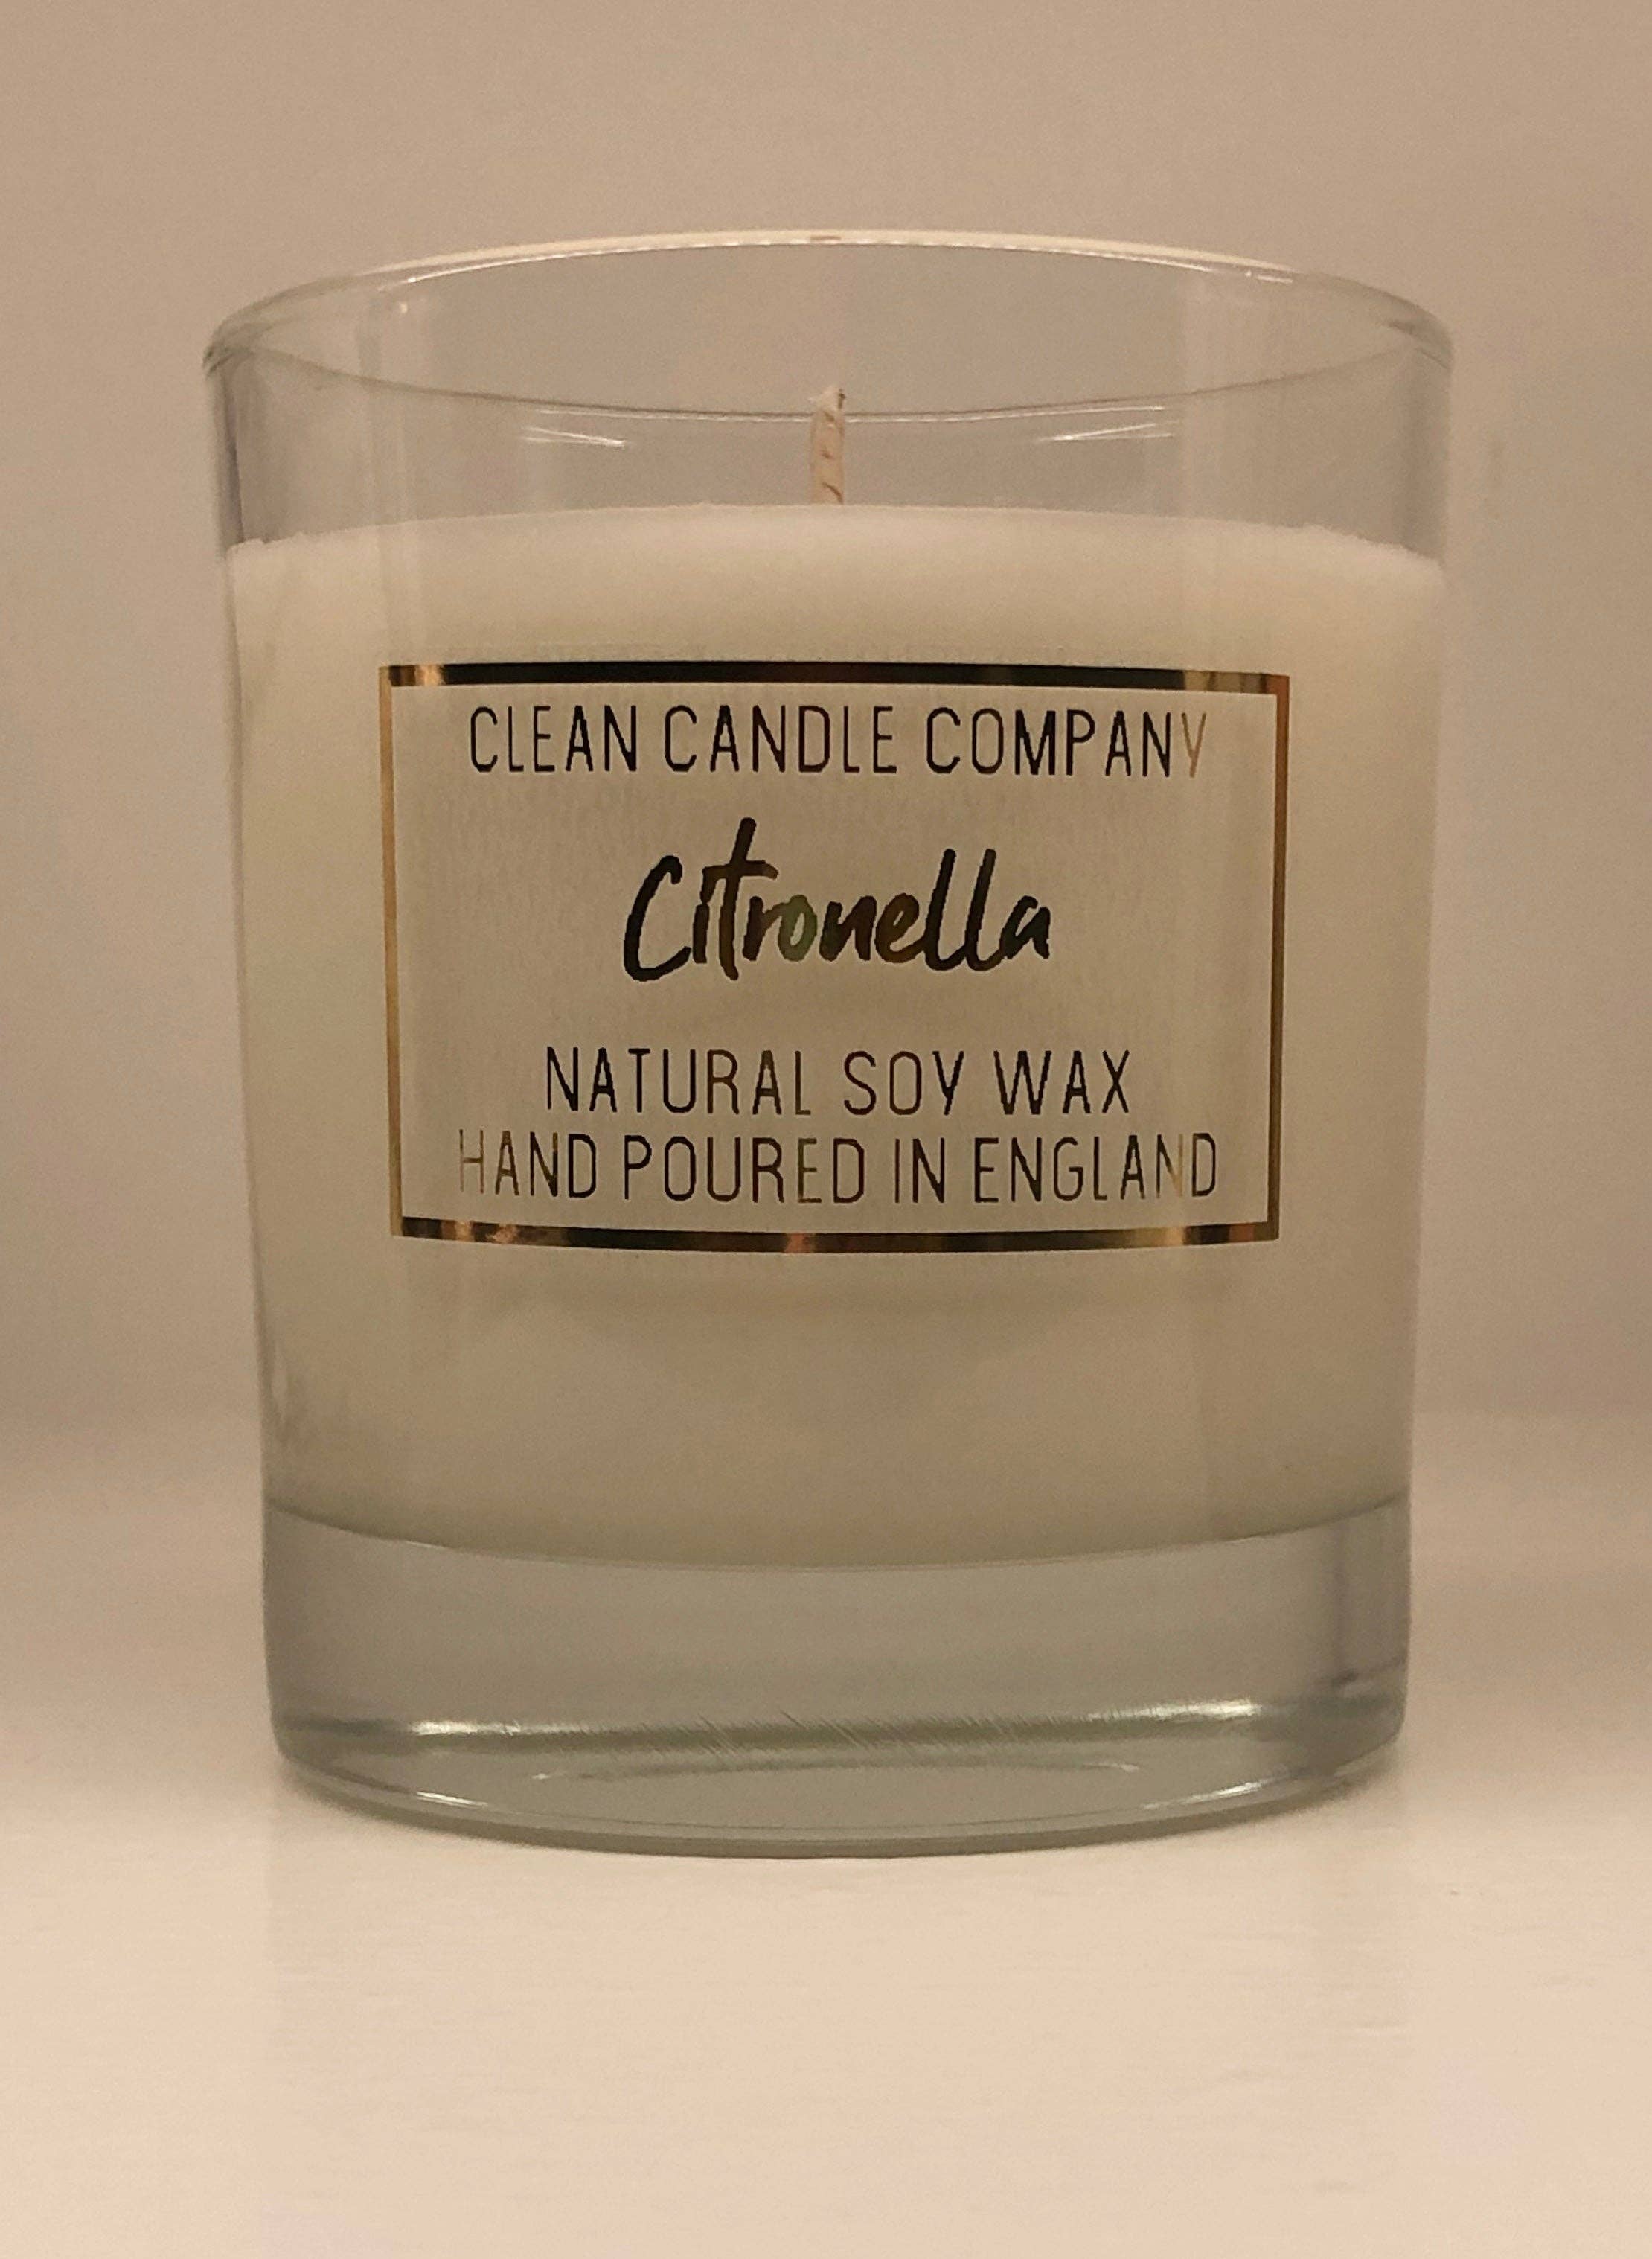 CLEAN CANDLE COMPANY
Citronella
NATURAL SOY WAX
HAND POURED IN ENGLAND